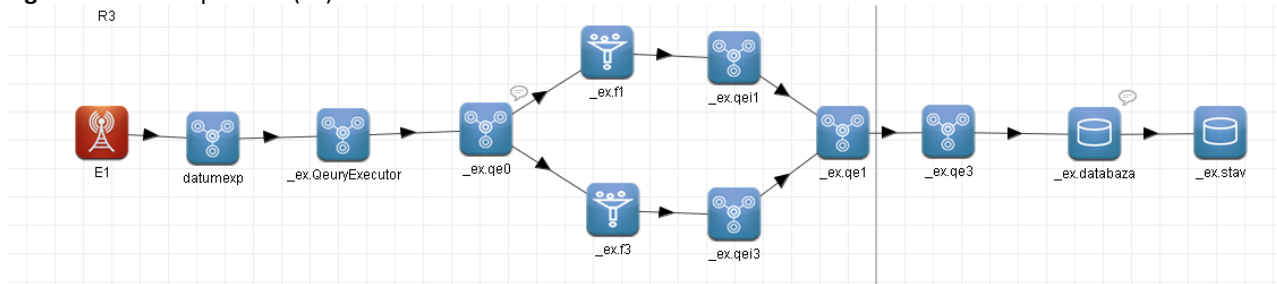 R3
E1
datumexp
_ex.QeuryExecutor
_ex.qe0
_ex.f1
_ex.qei1
_ex.f3
_ex.qei3
_ex.qe1
_ex.qe3
_ex.databaza
_ex.stav